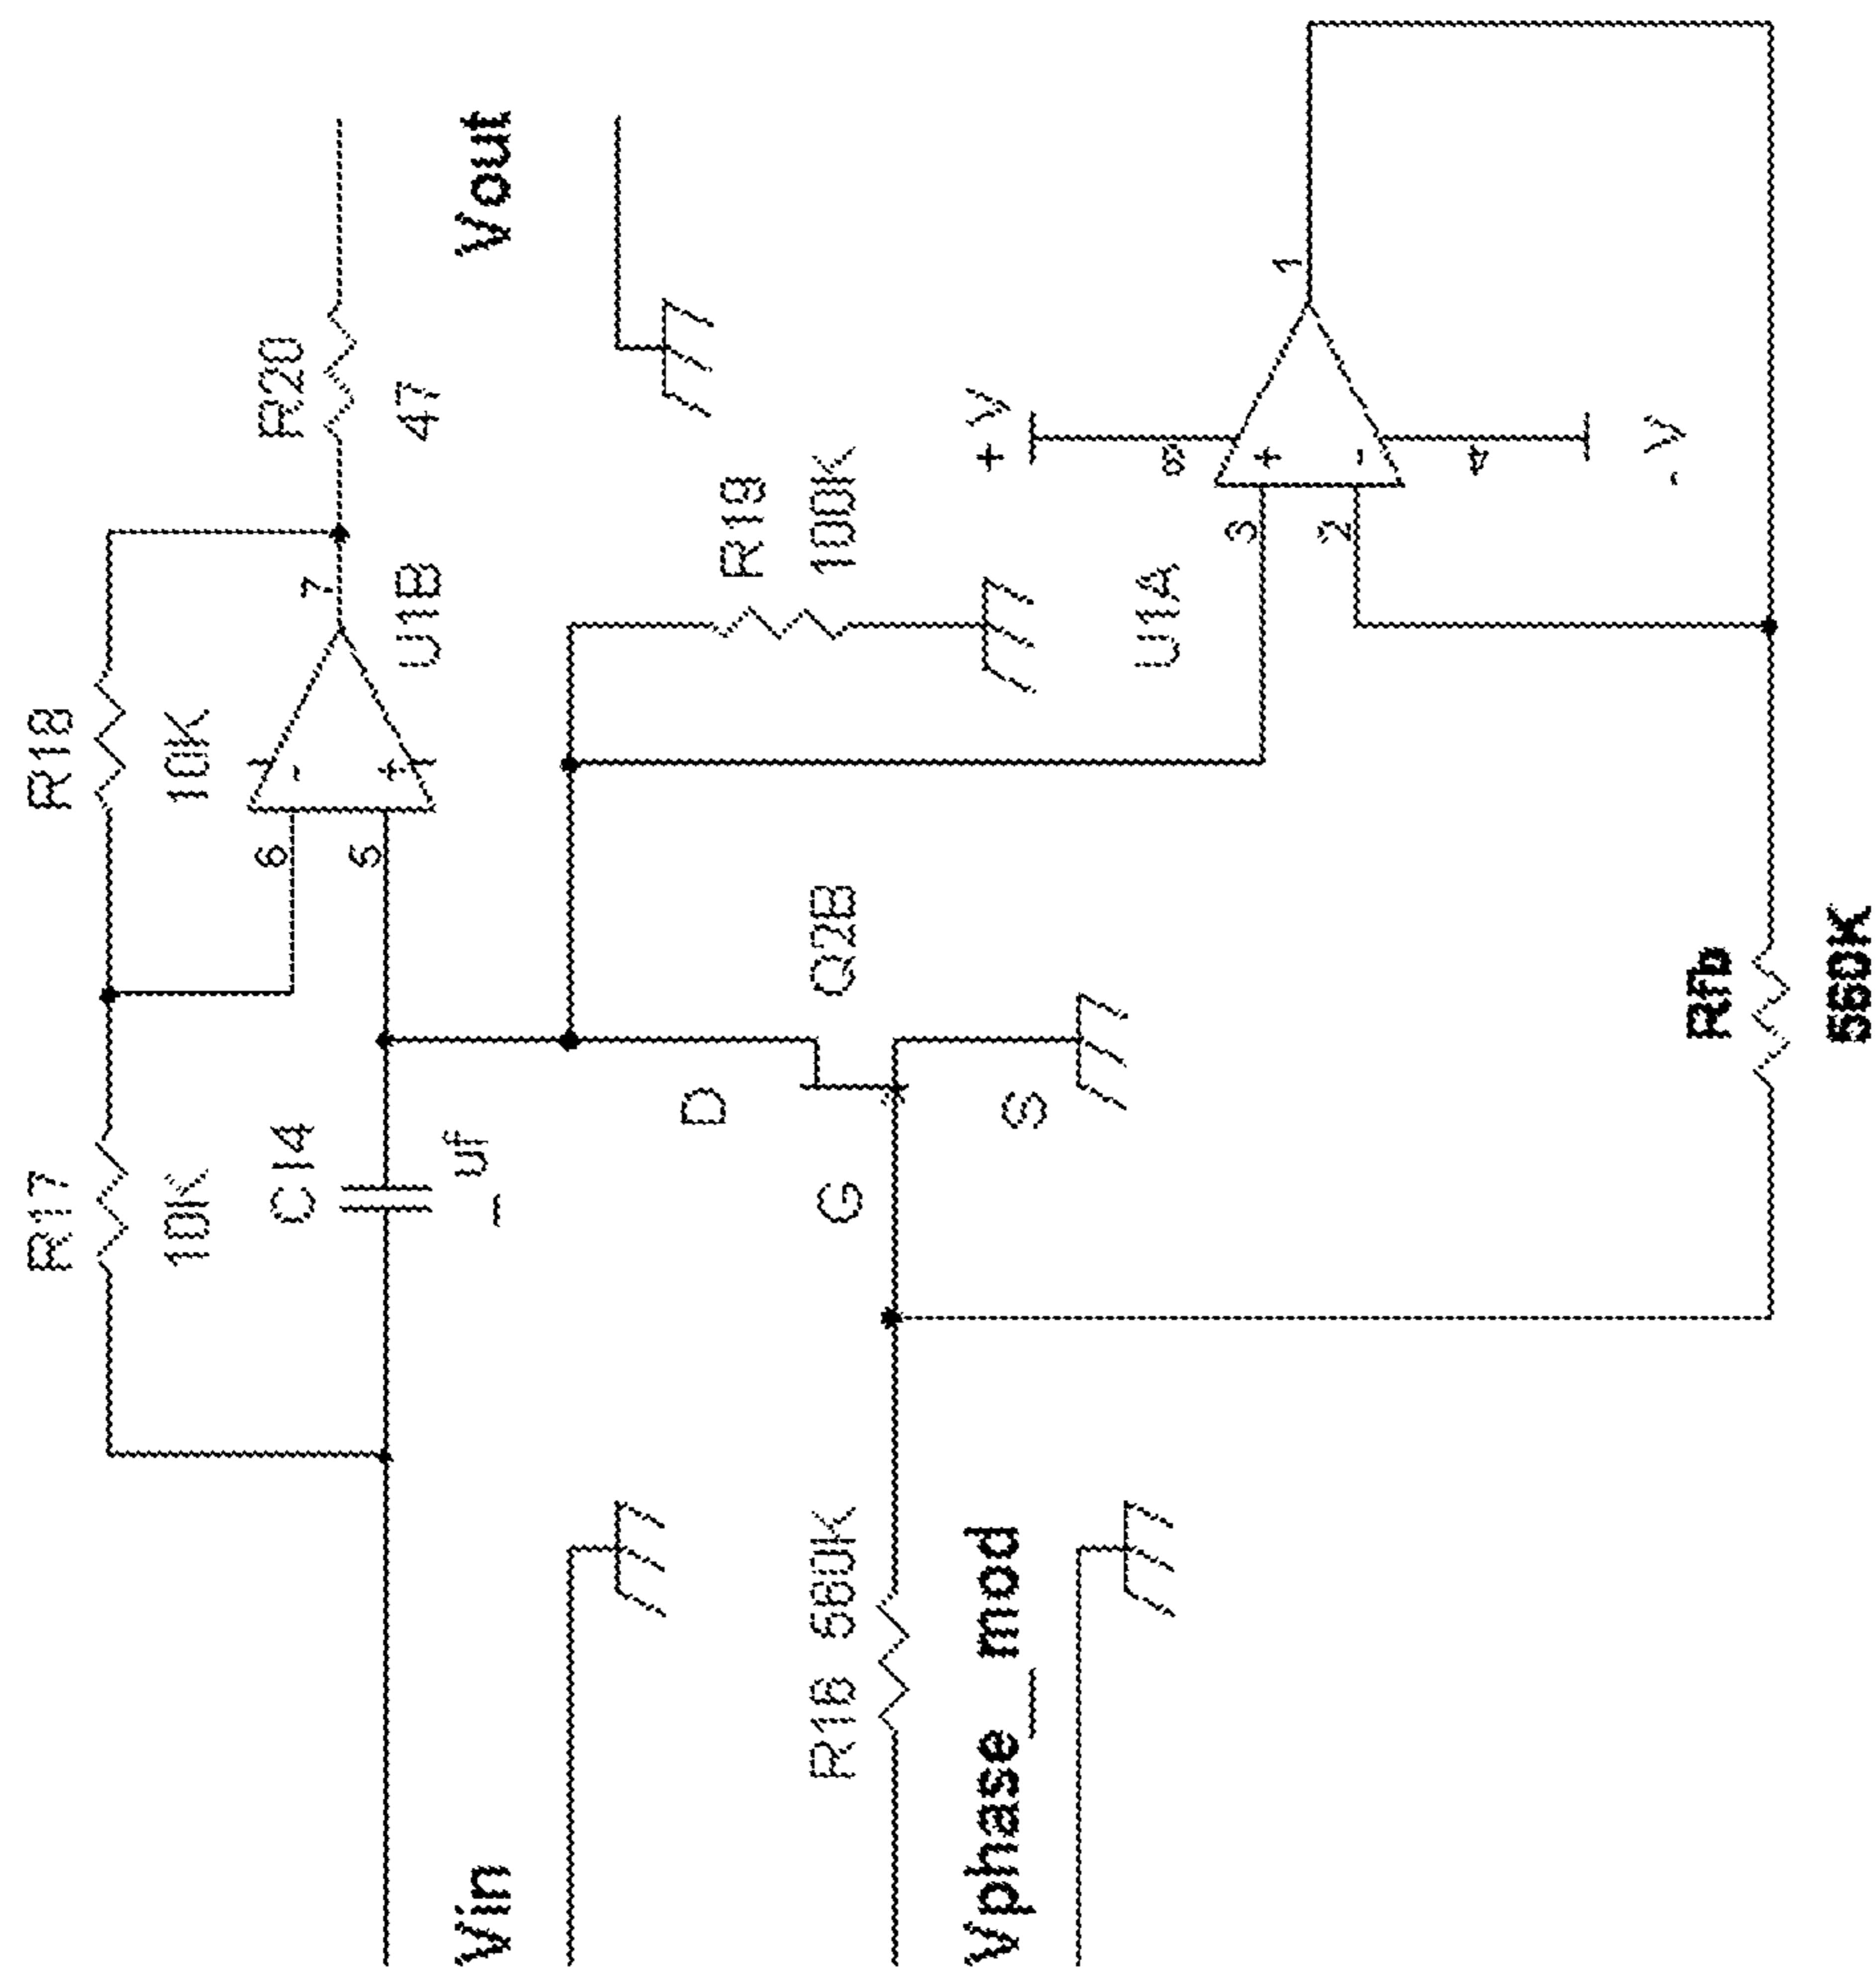 R17
10K
R18
10K
C14
_ uf
6
5
-
+
7
U1B
R20
47
Vin
Vout
D
G
S
Q2B
R19
100K
R16 560K
Vphase_mod
U1A
3
2
+
-
8
4
1
+V
-V
Rfb
560K